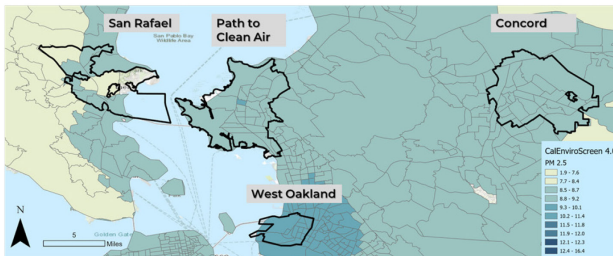 San Rafael
Path to
Clean Air
Concord
San Pablo Bay
Wildlife Area
West Oakland
Golden Gate
N
5
Miles
CalEnviroScreen 4.0
PM 2.5
1.9 - 7.6
7.7 - 8.4
8.5 - 8.7
8.8 - 9.2
9.3 - 10.1
10.2 - 11.4
11.5 - 11.8
11.9 - 12.0
12.1 - 12.3
12.4 - 16.4